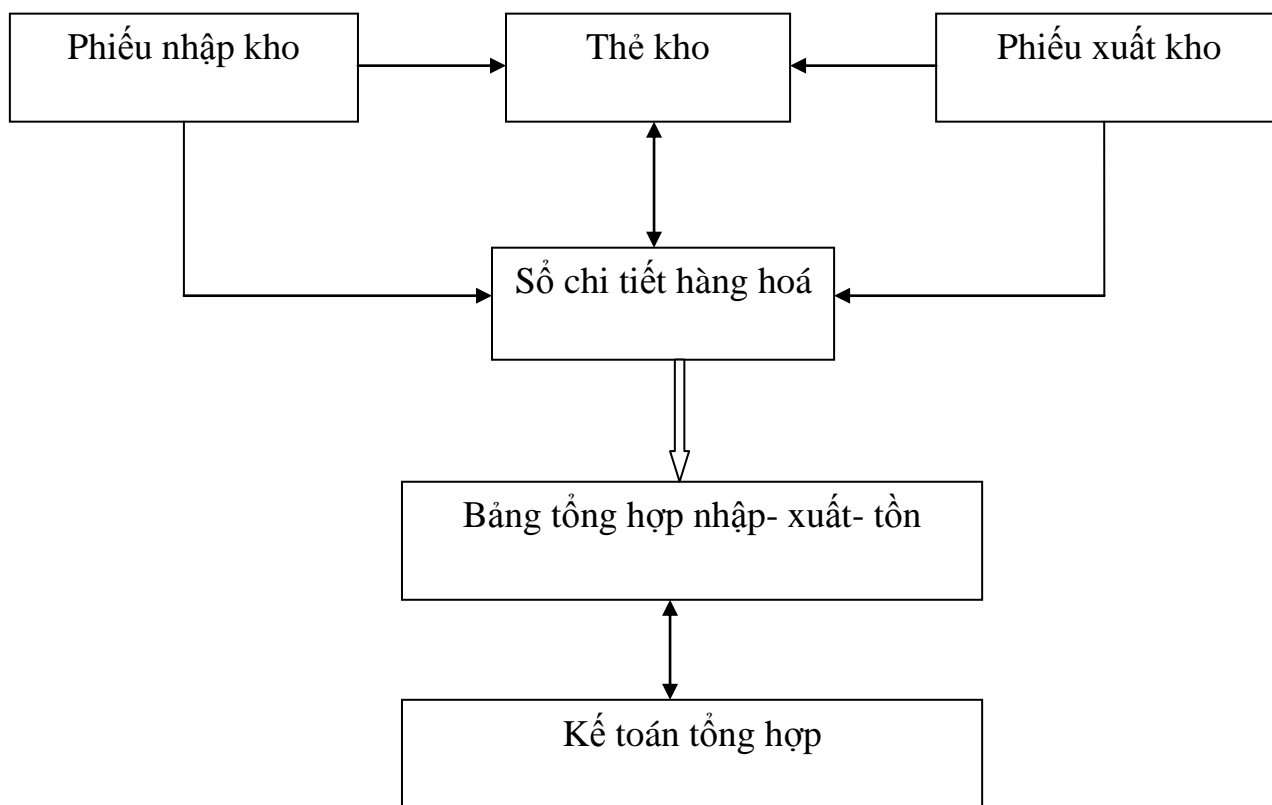 Phiếu nhập kho
Thẻ kho
Phiếu xuất kho
Sổ chi tiết hàng hoá
Bảng tổng hợp nhập- xuất- tồn
Kế toán tổng hợp